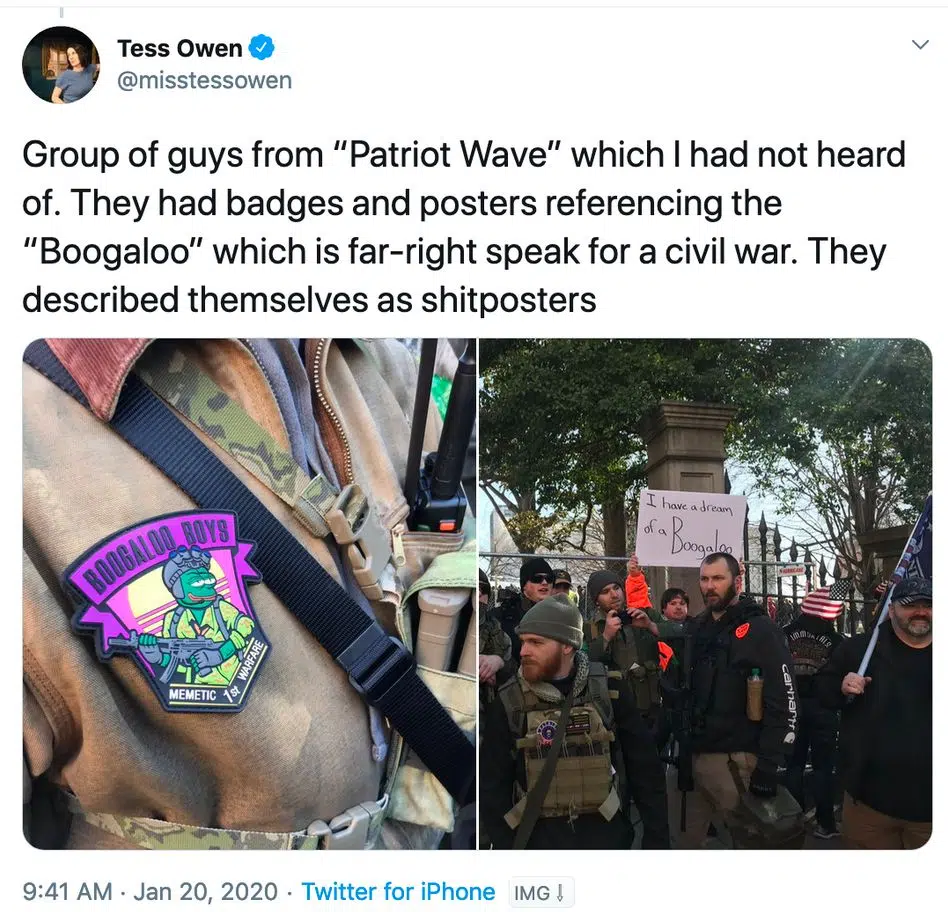 Tess Owen
@misstessowen
Group of guys from “Patriot Wave” which I had not heard
of. They had badges and posters referencing the
“Boogaloo” which is far-right speak for a civil war. They
described themselves as shitposters
BOOGALOO BOYS
MEMETIC 1st WARFARE
I have a dream
of a Boogaloo
carhartt
9:41 AM · Jan 20, 2020 · Twitter for iPhone
IMG